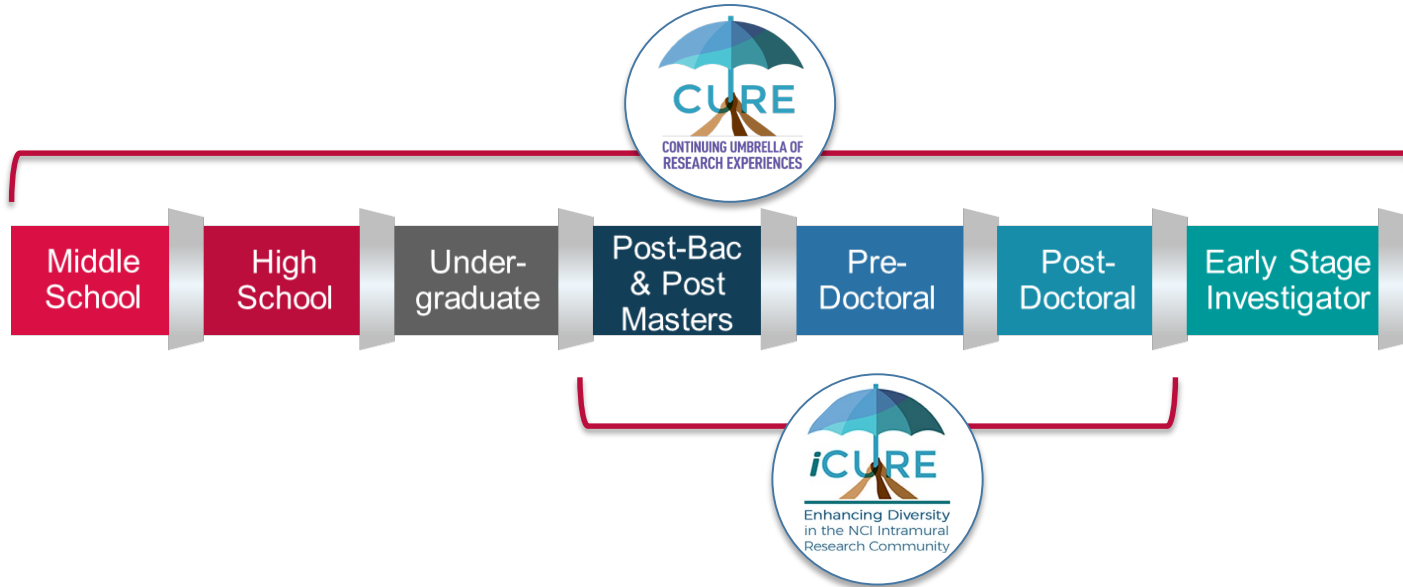 CURE
CONTINUING UMBRELLA OF
RESEARCH EXPERIENCES
Middle
School
High
School
Under-
graduate
Post-Bac
& Post
Masters
Pre-
Doctoral
Post-
Doctoral
Early Stage
Investigator
iCURE
Enhancing Diversity
in the NCI Intramural
Research Community